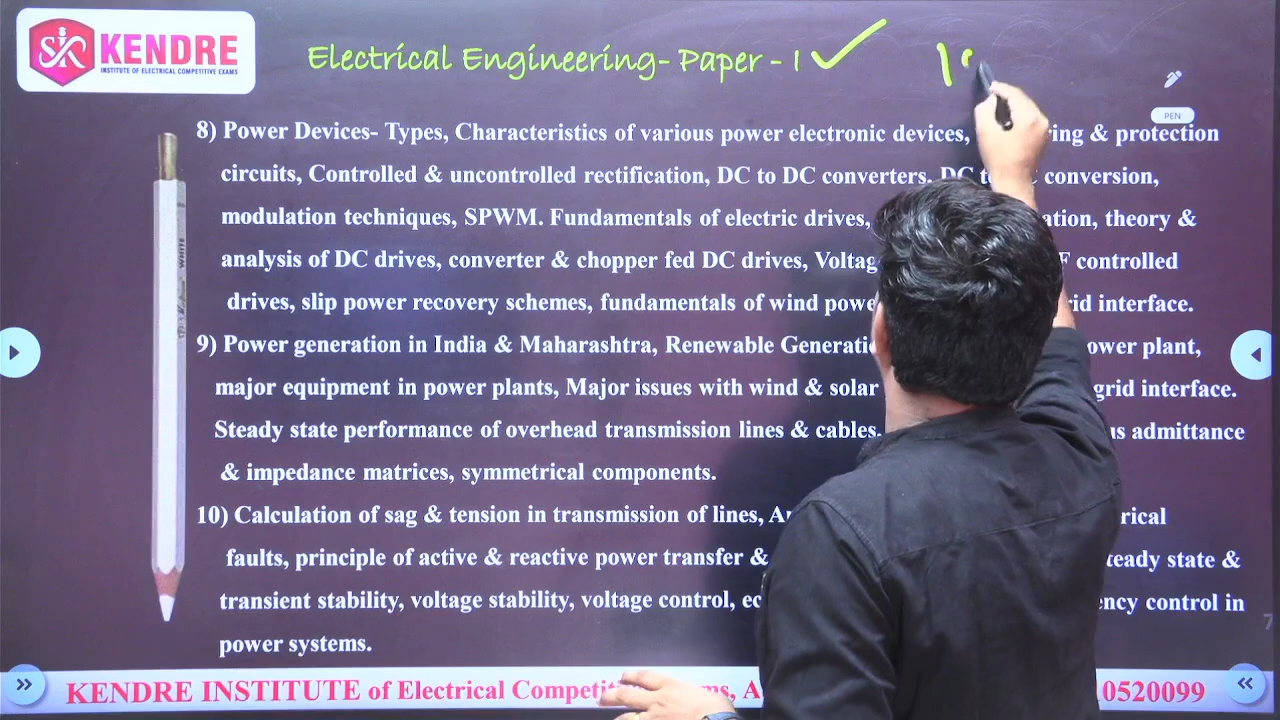 SK KENDRE
INSTITUTE OF ELECTRICAL COMPETITIVE EXAMS
Electrical Engineering- Paper - I
PEN
8) Power Devices- Types, Characteristics of various power electronic devices, & protection
circuits, Controlled & uncontrolled rectification, DC to DC converters, DC conversion,
modulation techniques, SPWM. Fundamentals of electric drives, theory &
analysis of DC drives, converter & chopper fed DC drives, controlled
drives, slip power recovery schemes, fundamentals of wind interface.
9) Power generation in India & Maharashtra, Renewable plant,
major equipment in power plants, Major issues with wind & solar grid interface.
Steady state performance of overhead transmission lines & cables. admittance
& impedance matrices, symmetrical components.
10) Calculation of sag & tension in transmission of lines,
faults, principle of active & reactive power transfer & state &
transient stability, voltage stability, voltage control, control in
power systems.
7
KENDRE INSTITUTE of Electrical